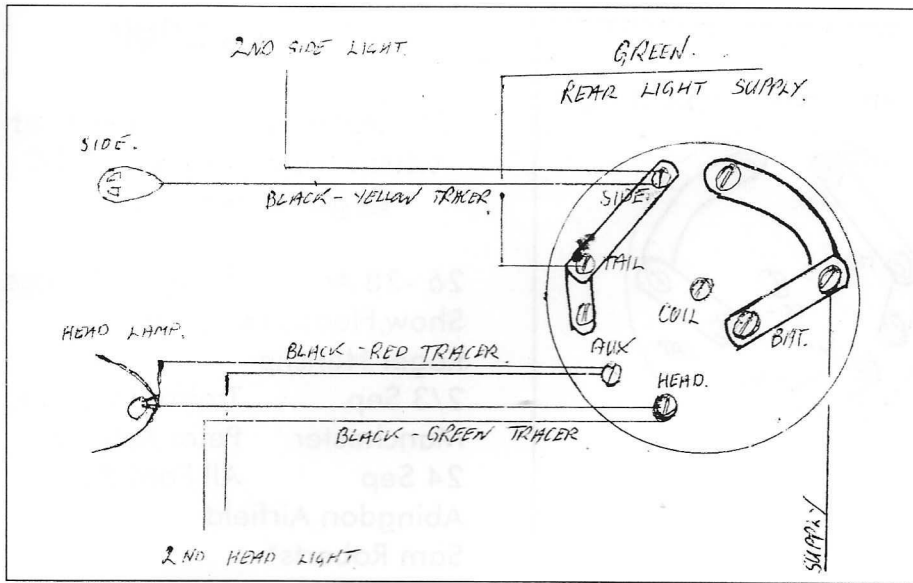 2ND SIDE LIGHT.
GREEN.
REAR LIGHT SUPPLY.
SIDE.
BLACK - YELLOW TRACER
SIDE.
TAIL
COIL
BAT.
AUX
HEAD LAMP.
BLACK - RED TRACER.
HEAD.
BLACK - GREEN TRACER
2ND HEAD LIGHT.
SUPPLY
26 - 28
Show
2/3 Sep
24 Sep
Abingdon Airfield
Sam Roberts